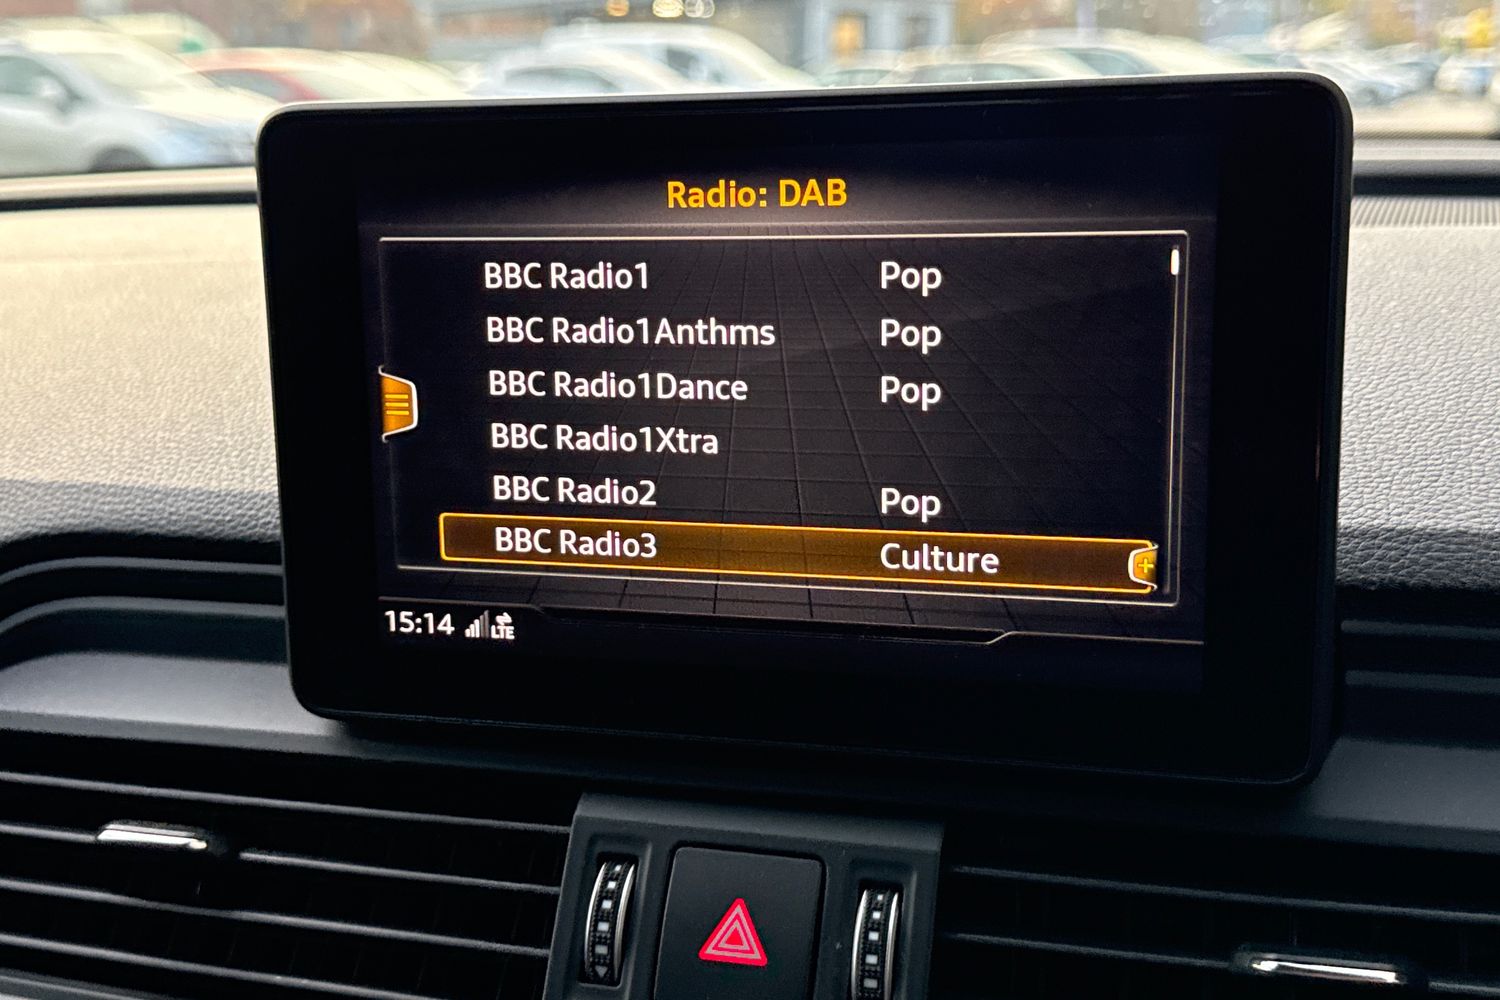 Radio: DAB
BBC Radio1 Pop
BBC Radio1Anthms Pop
BBC Radio1Dance Pop
BBC Radio1Xtra
BBC Radio2 Pop
BBC Radio3 Culture
15:14 LTE